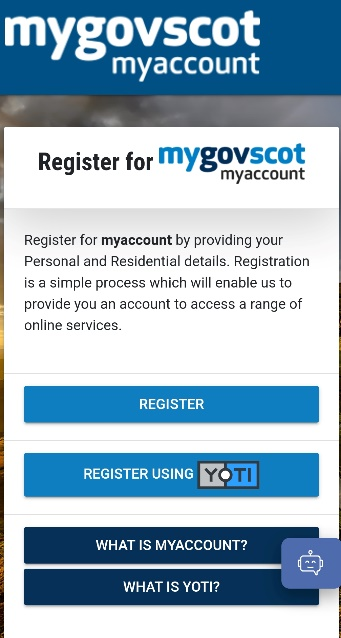 mygovscot
myaccount
Register for mygovscot
myaccount
Register for myaccount by providing your
Personal and Residential details. Registration
is a simple process which will enable us to
provide you an account to access a range of
online services.
REGISTER
REGISTER USING YOTI
WHAT IS MYACCOUNT?
WHAT IS YOTI?